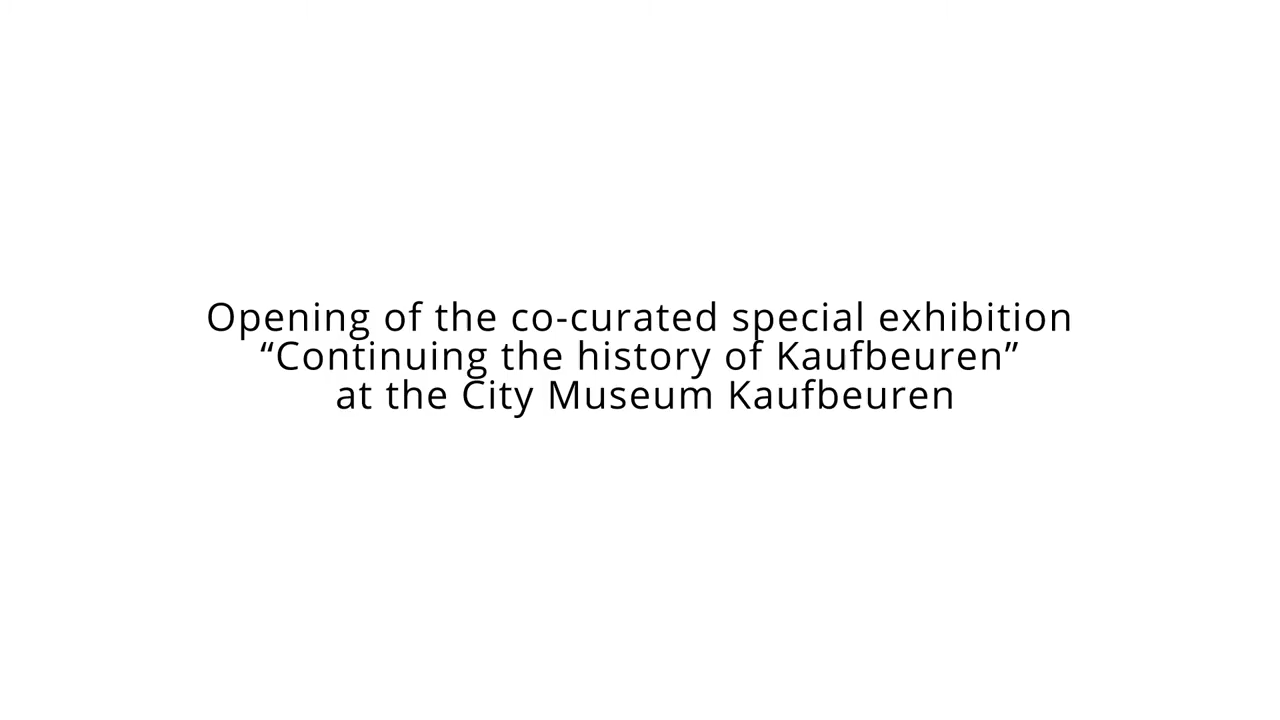 Opening of the co-curated special exhibition
“Continuing the history of Kaufbeuren”
at the City Museum Kaufbeuren